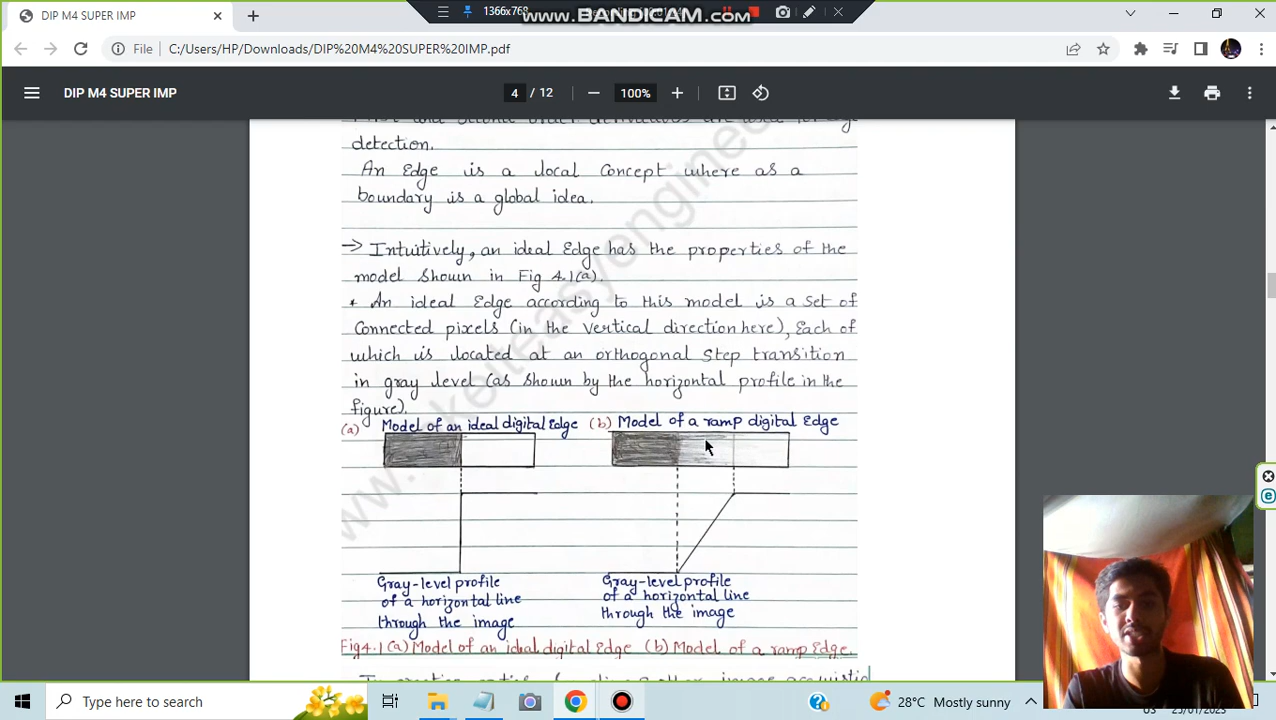 DIP M4 SUPER IMP
1366x768
www.BANDICAM.com
File
C:/Users/HP/Downloads/DIP%20M4%20SUPER%20IMP.pdf
DIP M4 SUPER IMP
4 / 12
100%
detection.
An Edge is a local Concept where as a
boundary is a global idea.
→ Intuitively, an ideal Edge has the properties of the
model Shown in Fig 4.1(a).
* An ideal Edge according to this model is a set of
Connected pixels (in the vertical direction here), Each of
which is located at an orthogonal step transition
in gray level (as shown by the horizontal profile in the
figure).
(a) Model of an ideal digital Edge (b) Model of a ramp digital Edge
Gray-level profile
of a horizontal line
through the image
Gray-level profile
of a horizontal line
through the image
Fig4.1 (a) Model of an ideal digital Edge (b) Model of a ramp Edge.
Type here to search
28°C Mostly sunny
25/01/2023